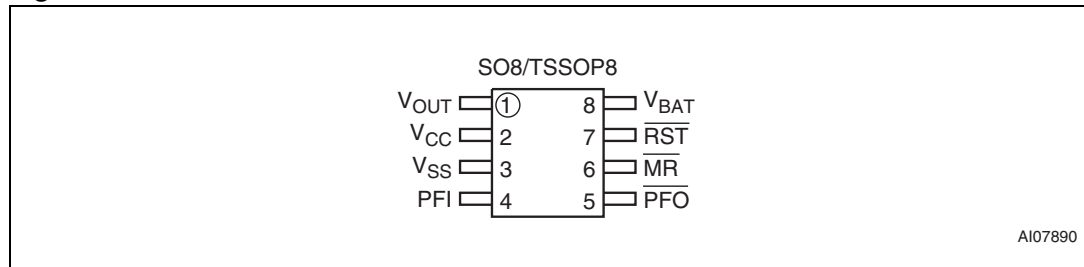 SO8/TSSOP8
VOUT 1 8 VBAT
VCC 2 7 RST
VSS 3 6 MR
PFI 4 5 PFO
AI07890